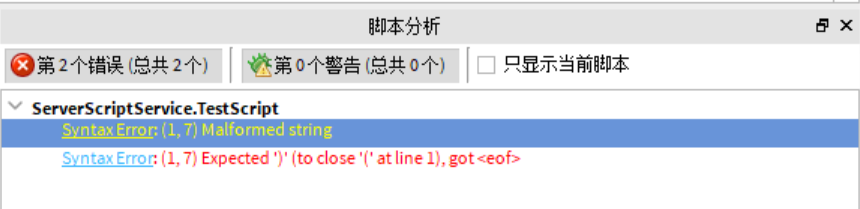 脚本分析
第2个错误 (总共2个) 第0个警告 (总共0个) 只显示当前脚本
ServerScriptService.TestScript
Syntax Error: (1, 7) Malformed string
Syntax Error: (1, 7) Expected ')' (to close '(' at line 1), got <eof>